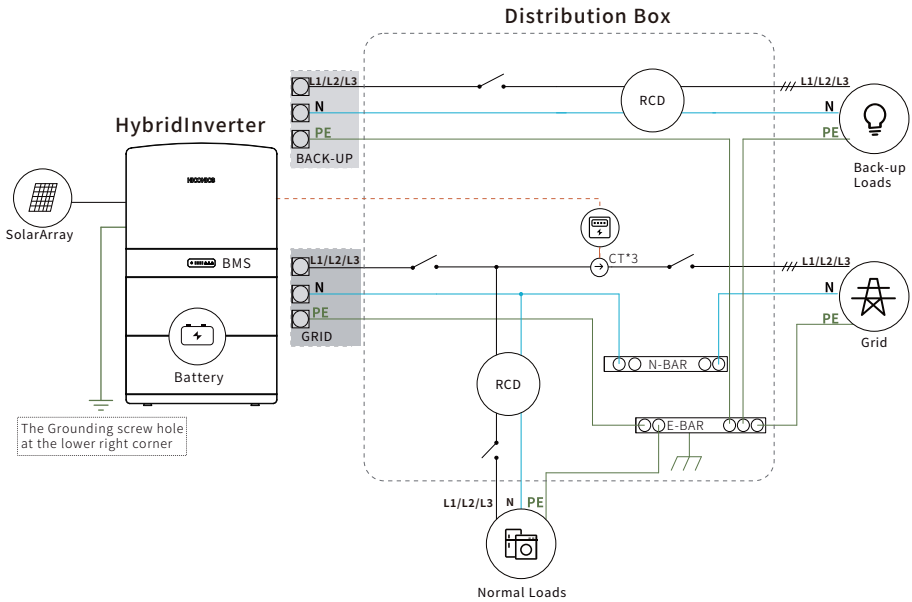 Distribution Box
L1/L2/L3
N
PE
BACK-UP
RCD
L1/L2/L3
N
PE
Back-up
Loads
HybridInverter
HICONICS
SolarArray
BMS
Battery
The Grounding screw hole
at the lower right corner
L1/L2/L3
N
PE
GRID
CT*3
L1/L2/L3
N
PE
Grid
N-BAR
RCD
E-BAR
L1/L2/L3
N
PE
Normal Loads